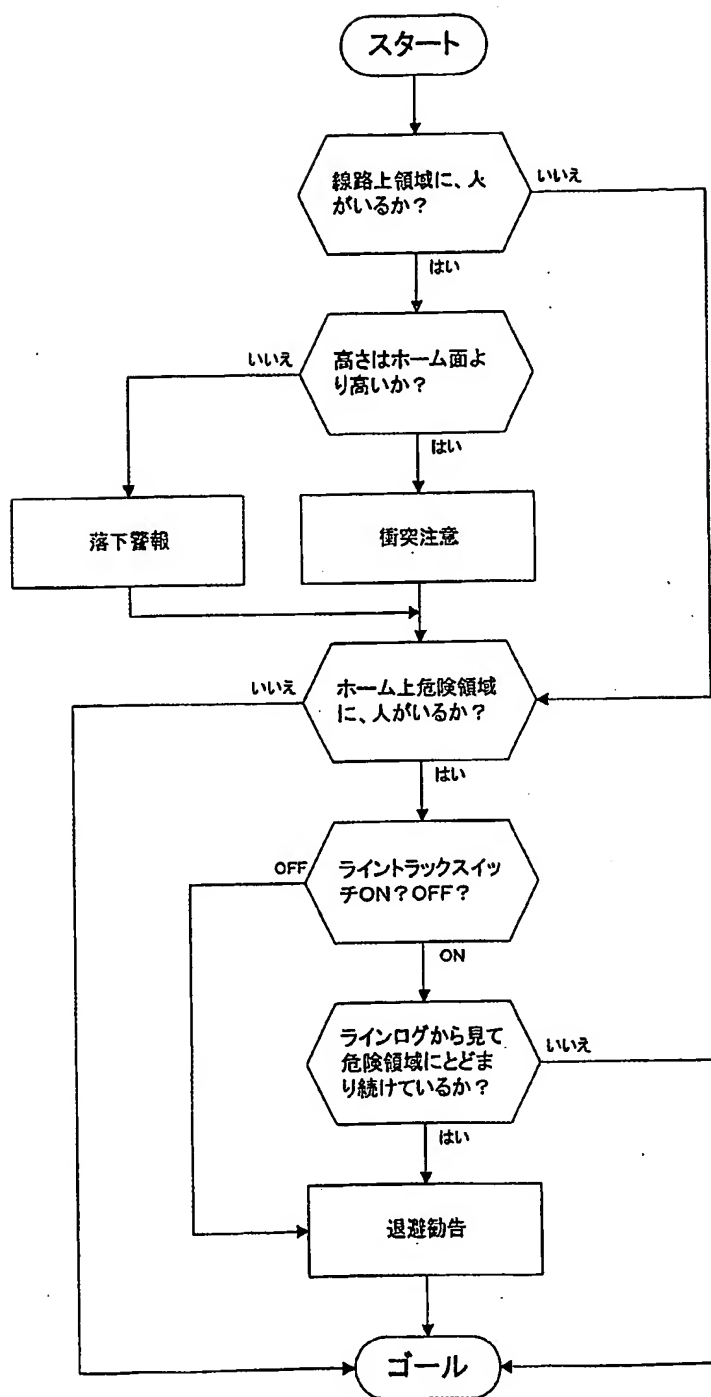 スタート
線路上領域に、人
がいるか?
いいえ
はい
いいえ
高さはホーム面よ
り高いか?
はい
落下警報
衝突注意
いいえ
ホーム上危険領域
に、人がいるか?
はい
OFF
ライントラックスイッ
チON?OFF?
ON
ラインログから見て
危険領域にとどま
り続けているか?
いいえ
はい
退避勧告
ゴール